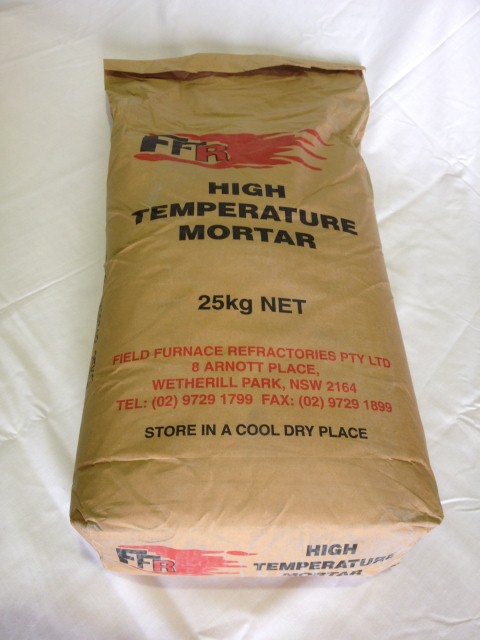 FFR
HIGH
TEMPERATURE
MORTAR
25kg NET
FIELD FURNACE REFRACTORIES PTY LTD
8 ARNOTT PLACE,
WETHERILL PARK, NSW 2164
TEL: (02) 9729 1799 FAX: (02) 9729 1899
STORE IN A COOL DRY PLACE
FFR
HIGH
TEMPERATURE
MORTAR